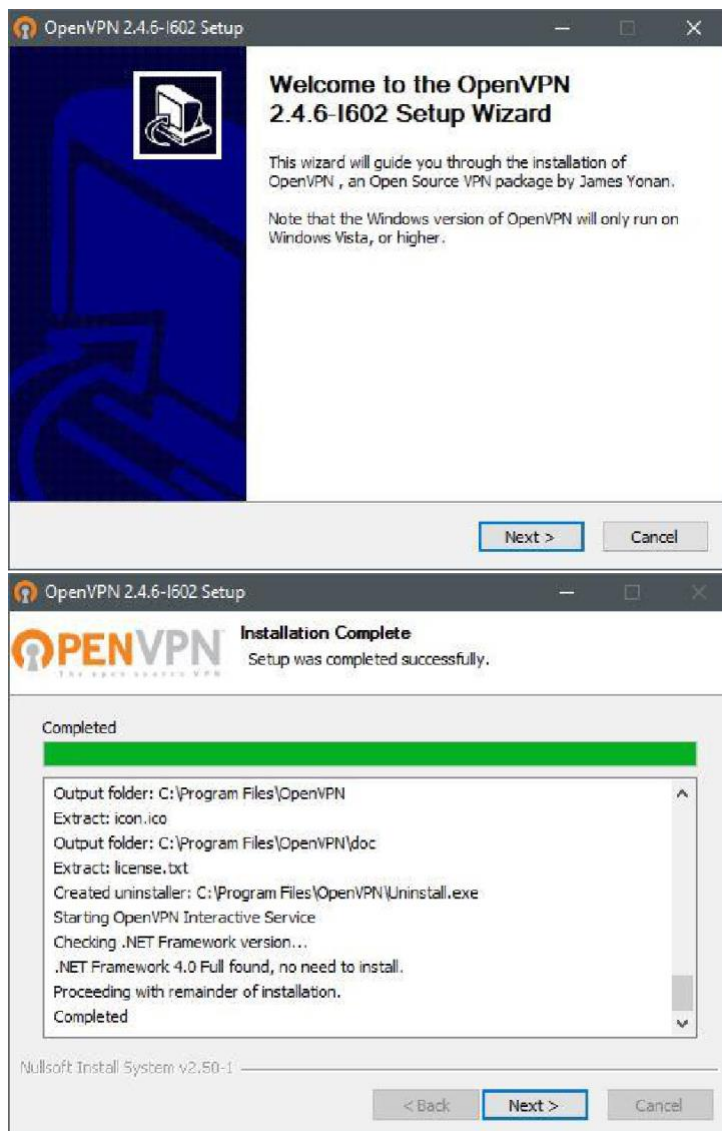 OpenVPN 2.4.6-I602 Setup
Welcome to the OpenVPN
2.4.6-I602 Setup Wizard
This wizard will guide you through the installation of
OpenVPN , an Open Source VPN package by James Yonan.
Note that the Windows version of OpenVPN will only run on
Windows Vista, or higher.
Next >
Cancel
OpenVPN 2.4.6-I602 Setup
OPENVPN
The open source VPN
Installation Complete
Setup was completed successfully.
Completed
Output folder: C:\Program Files\OpenVPN
Extract: icon.ico
Output folder: C:\Program Files\OpenVPN\doc
Extract: license.txt
Created uninstaller: C:\Program Files\OpenVPN\Uninstall.exe
Starting OpenVPN Interactive Service
Checking .NET Framework version...
.NET Framework 4.0 Full found, no need to install.
Proceeding with remainder of installation.
Completed
Nullsoft Install System v2.50-1
< Back
Next >
Cancel